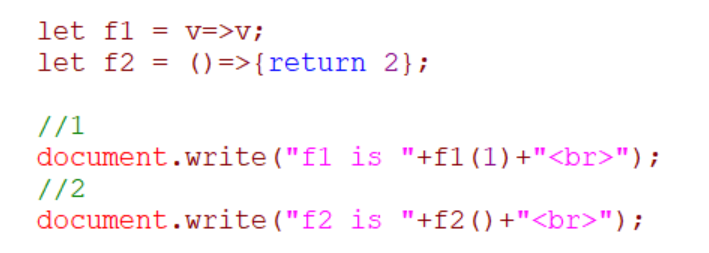 let f1 = v=>v;
let f2 = ()=>{return 2};
//1
document.write("f1 is "+f1(1)+"<br>");
//2
document.write("f2 is "+f2()+"<br>");